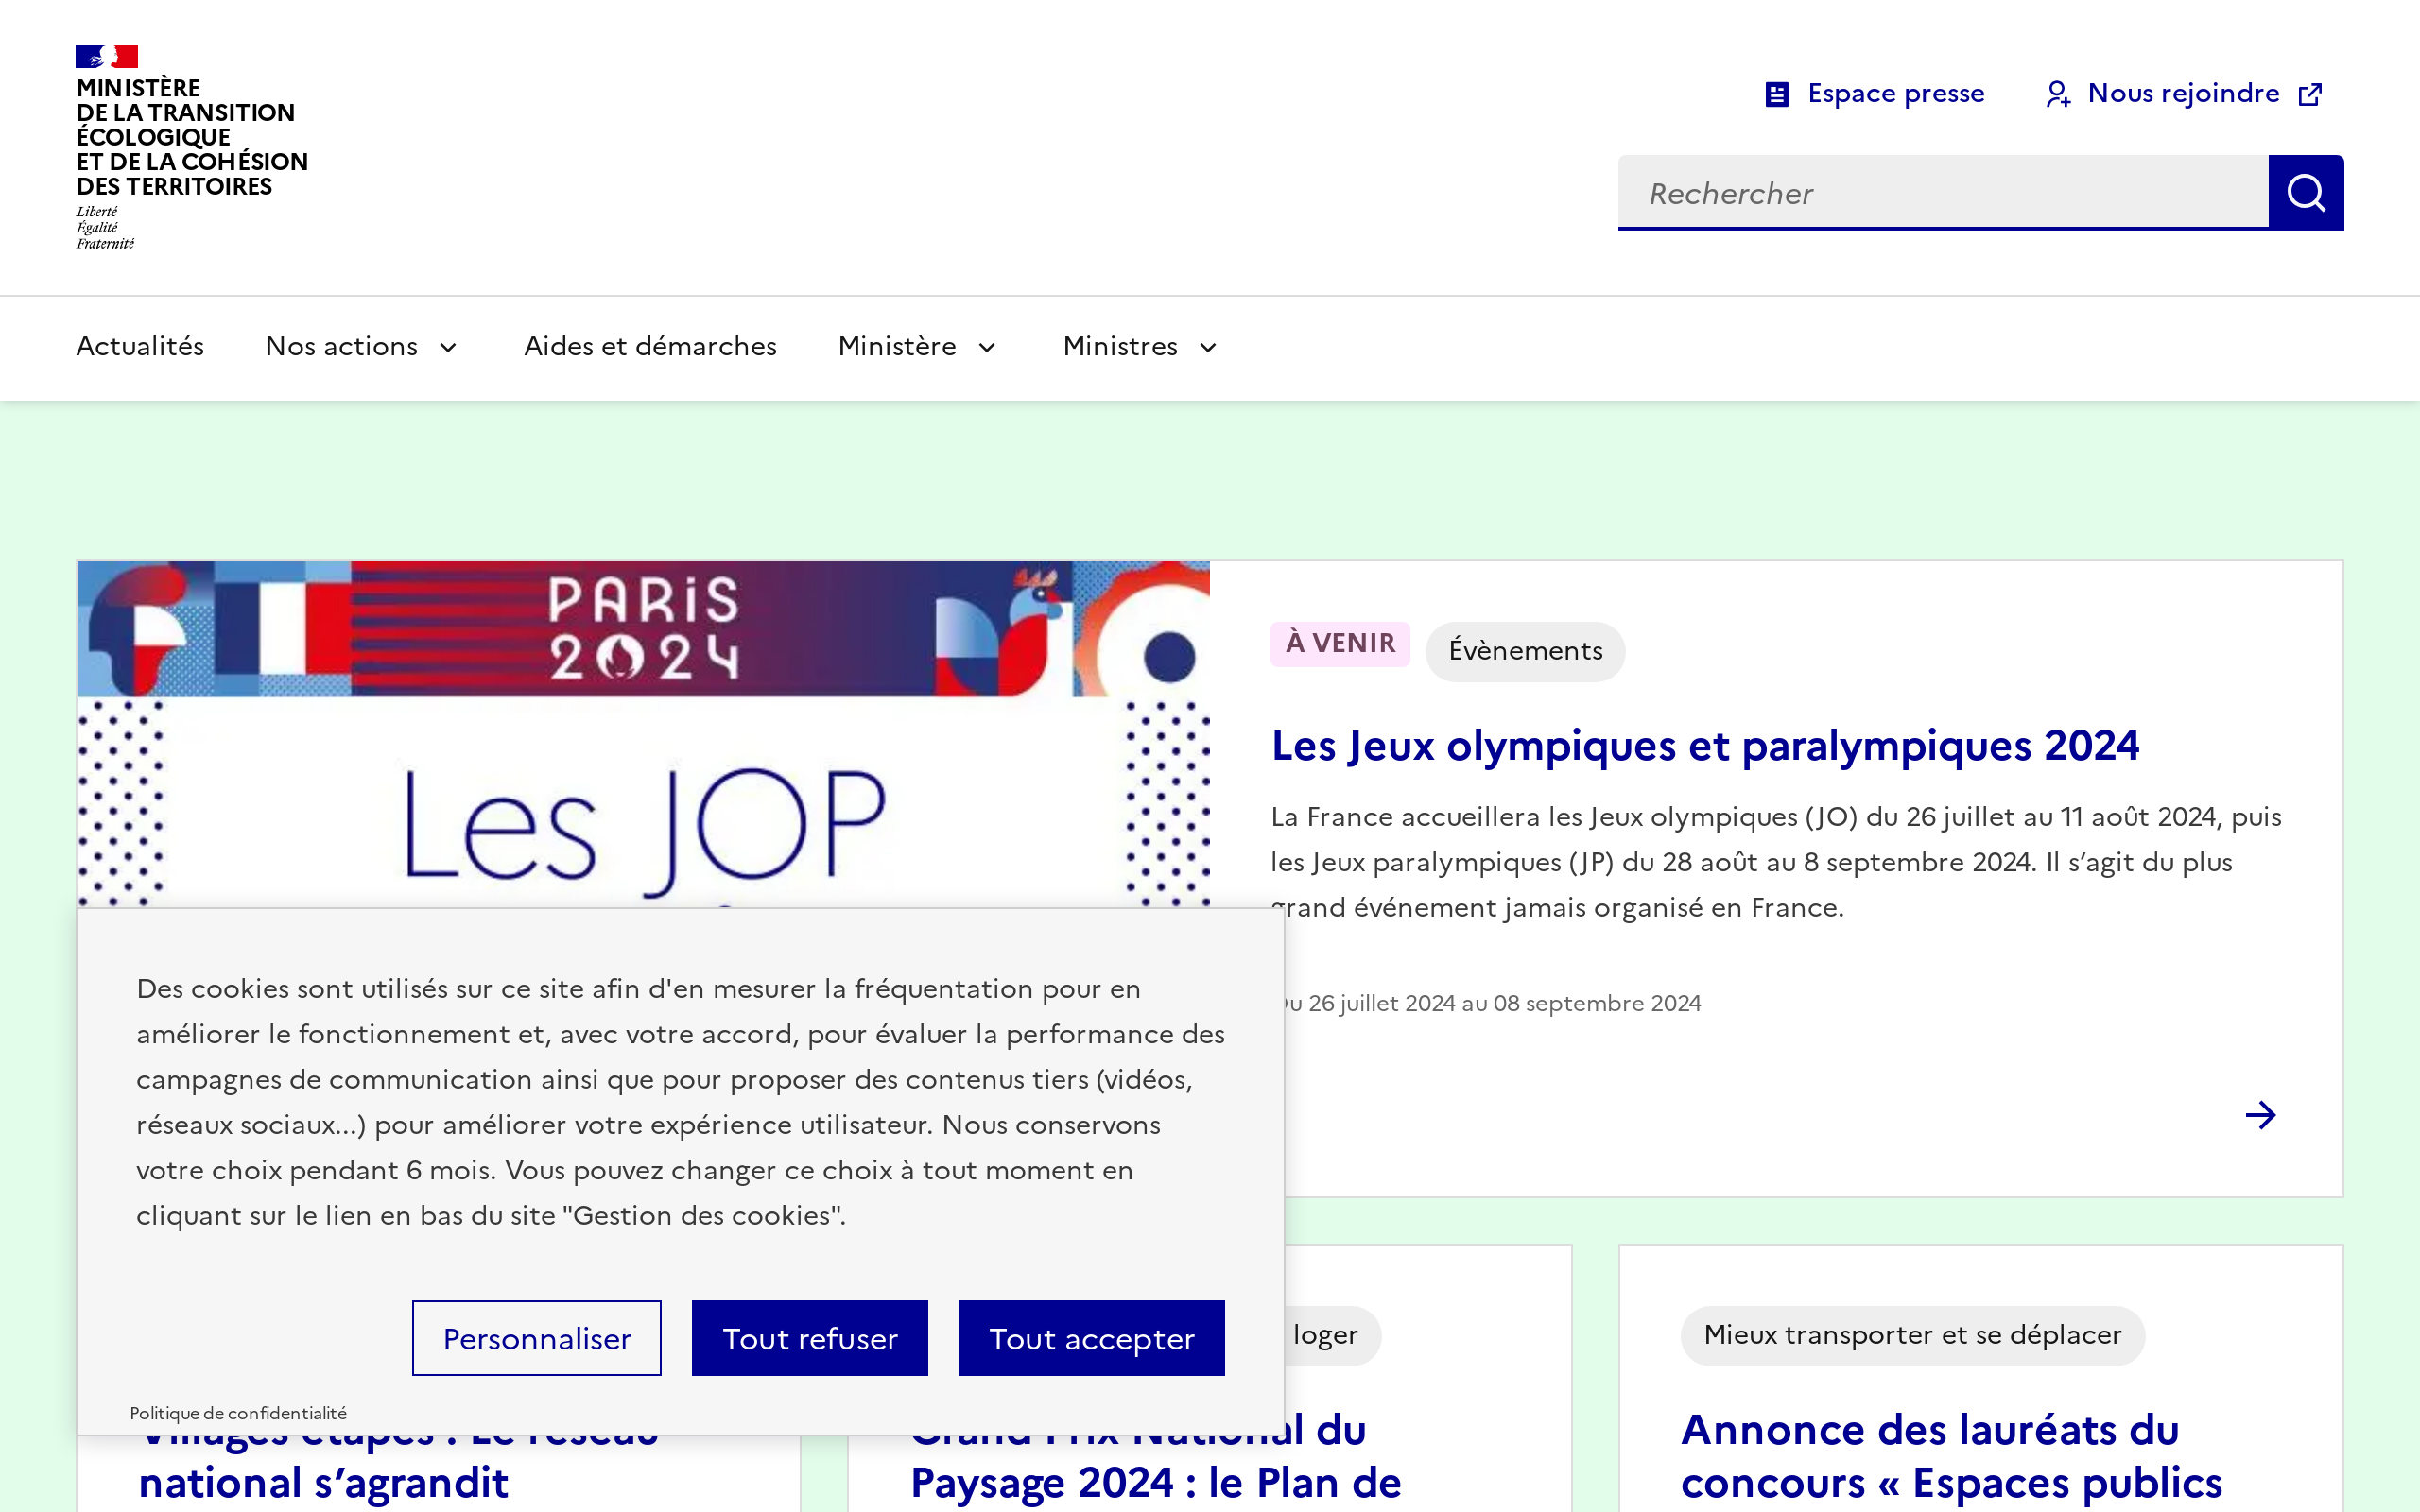 MINISTÈRE
DE LA TRANSITION
ÉCOLOGIQUE
ET DE LA COHÉSION
DES TERRITOIRES
Liberté
Égalité
Fraternité
Espace presse
Nous rejoindre
Rechercher
Actualités
Nos actions
Aides et démarches
Ministère
Ministres
PARIS
2024
Les JOP
À VENIR
Évènements
Les Jeux olympiques et paralympiques 2024
La France accueillera les Jeux olympiques (JO) du 26 juillet au 11 août 2024, puis
les Jeux paralympiques (JP) du 28 août au 8 septembre 2024. Il s’agit du plus
grand événement jamais organisé en France.
Du 26 juillet 2024 au 08 septembre 2024
Des cookies sont utilisés sur ce site afin d'en mesurer la fréquentation pour en
améliorer le fonctionnement et, avec votre accord, pour évaluer la performance des
campagnes de communication ainsi que pour proposer des contenus tiers (vidéos,
réseaux sociaux...) pour améliorer votre expérience utilisateur. Nous conservons
votre choix pendant 6 mois. Vous pouvez changer ce choix à tout moment en
cliquant sur le lien en bas du site "Gestion des cookies".
Personnaliser
Tout refuser
Tout accepter
Politique de confidentialité
Villages étapes : Le réseau
national s’agrandit
loger
Grand Prix National du
Paysage 2024 : le Plan de
Mieux transporter et se déplacer
Annonce des lauréats du
concours « Espaces publics